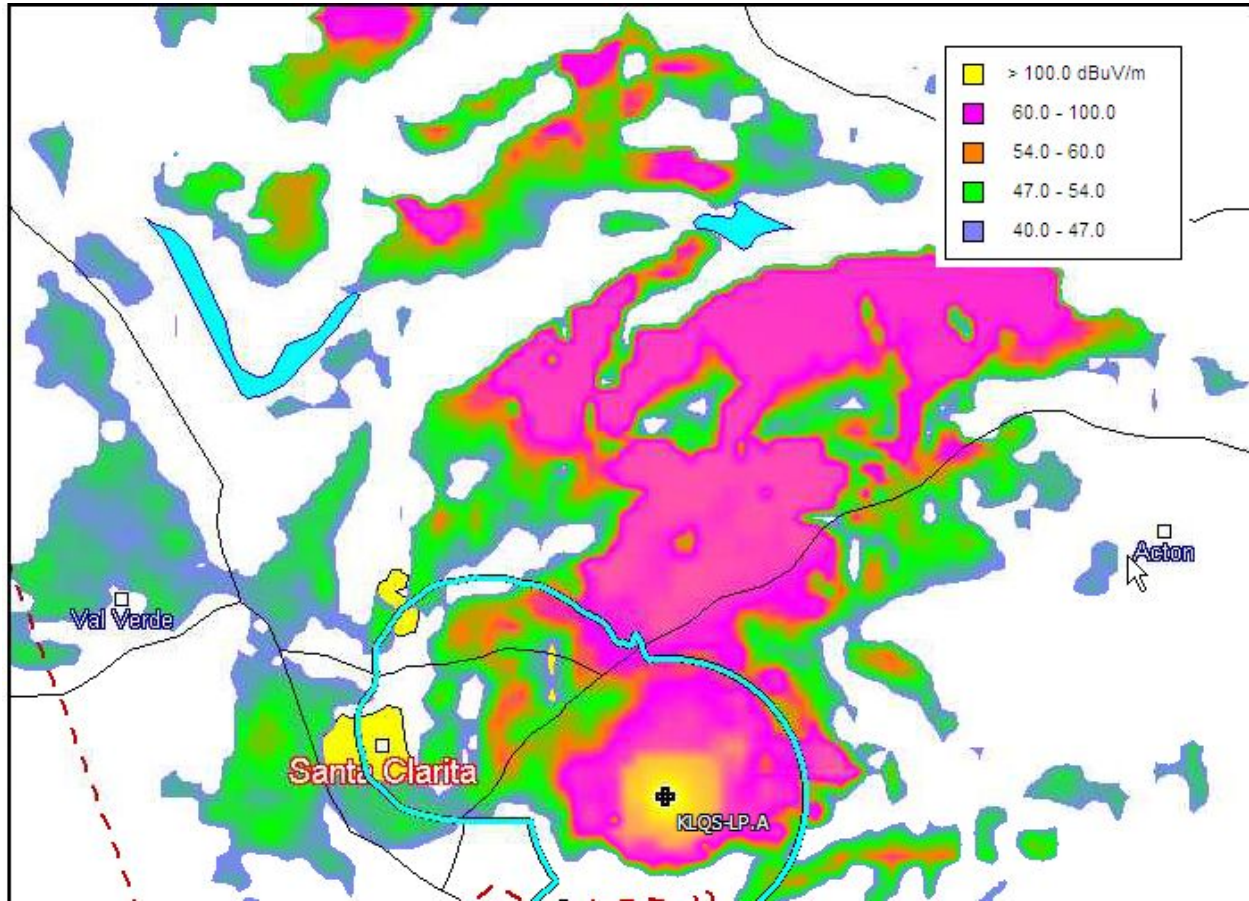 > 100.0 dBuV/m
60.0 - 100.0
54.0 - 60.0
47.0 - 54.0
40.0 - 47.0
Acton
Val Verde
Santa Clarita
KLQS-LP.A